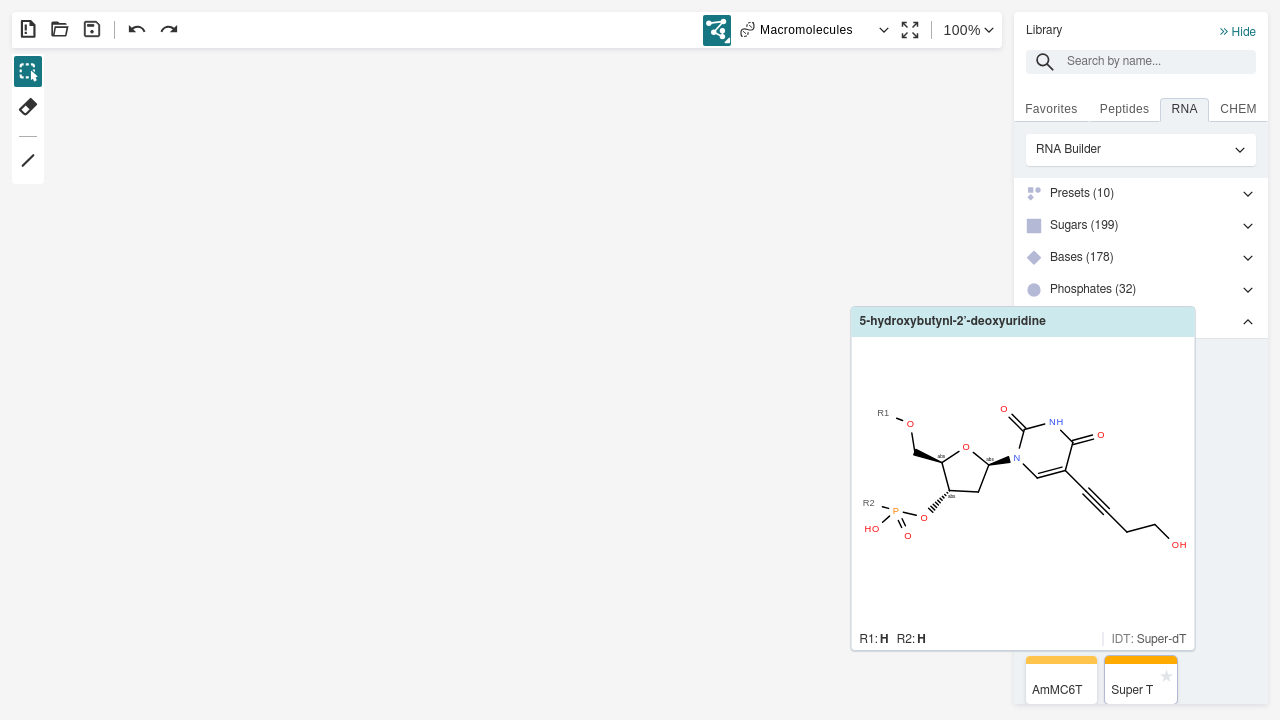 Macromolecules
100%
Library
Hide
Search by name...
Favorites
Peptides
RNA
CHEM
RNA Builder
Presets (10)
Sugars (199)
Bases (178)
Phosphates (32)
5-hydroxybutynl-2'-deoxyuridine
R1
O
abs
O
abs
N
O
NH
O
abs
R2
P
O
HO
O
OH
R1: H R2: H
IDT: Super-dT
AmMC6T
Super T